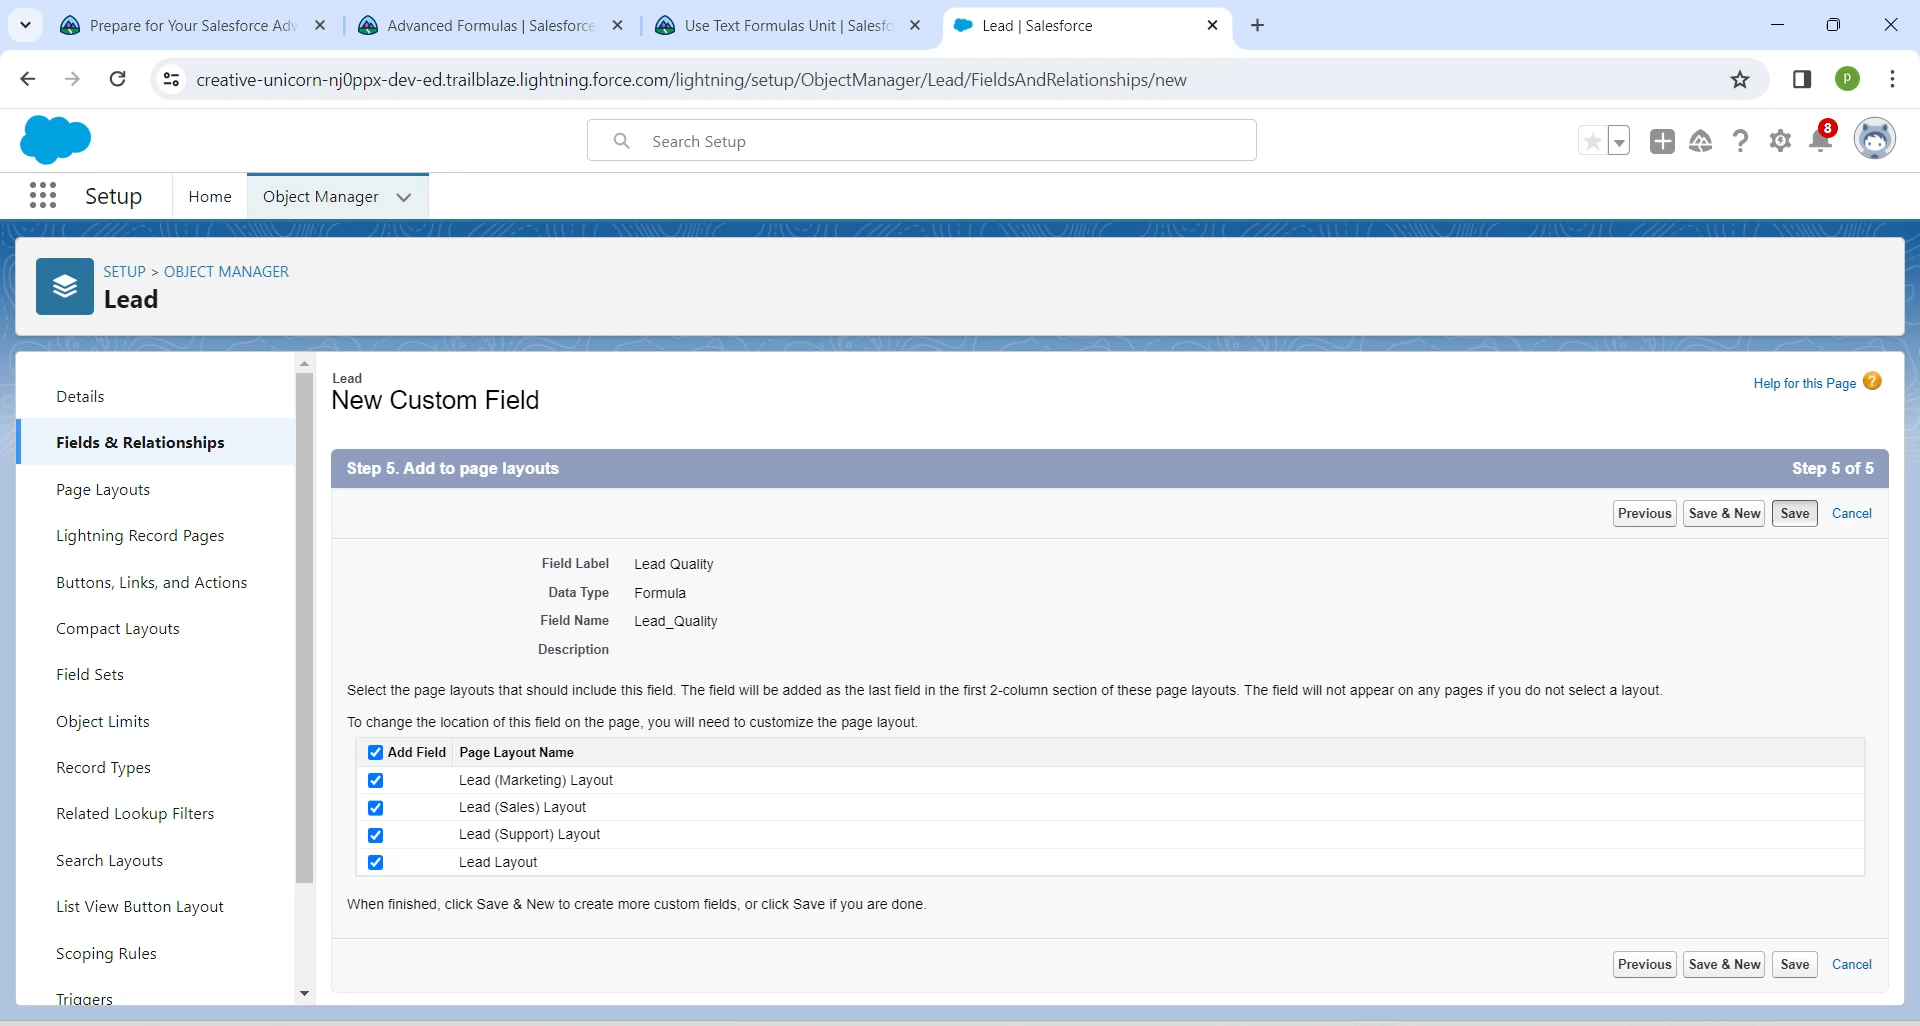 Prepare for Your Salesforce Adv
Advanced Formulas | Salesforce
Use Text Formulas Unit | Salesfo
Lead | Salesforce
creative-unicorn-nj0ppx-dev-ed.trailblaze.lightning.force.com/lightning/setup/ObjectManager/Lead/FieldsAndRelationships/new
P
Search Setup
8
Setup
Home
Object Manager
SETUP > OBJECT MANAGER
Lead
Details
Fields & Relationships
Page Layouts
Lightning Record Pages
Buttons, Links, and Actions
Compact Layouts
Field Sets
Object Limits
Record Types
Related Lookup Filters
Search Layouts
List View Button Layout
Scoping Rules
Triggers
Lead
New Custom Field
Help for this Page
Step 5. Add to page layouts
Step 5 of 5
Previous Save & New Save Cancel
Field Label Lead Quality
Data Type Formula
Field Name Lead_Quality
Description
Select the page layouts that should include this field. The field will be added as the last field in the first 2-column section of these page layouts. The field will not appear on any pages if you do not select a layout.
To change the location of this field on the page, you will need to customize the page layout.
Add Field Page Layout Name
Lead (Marketing) Layout
Lead (Sales) Layout
Lead (Support) Layout
Lead Layout
When finished, click Save & New to create more custom fields, or click Save if you are done.
Previous Save & New Save Cancel